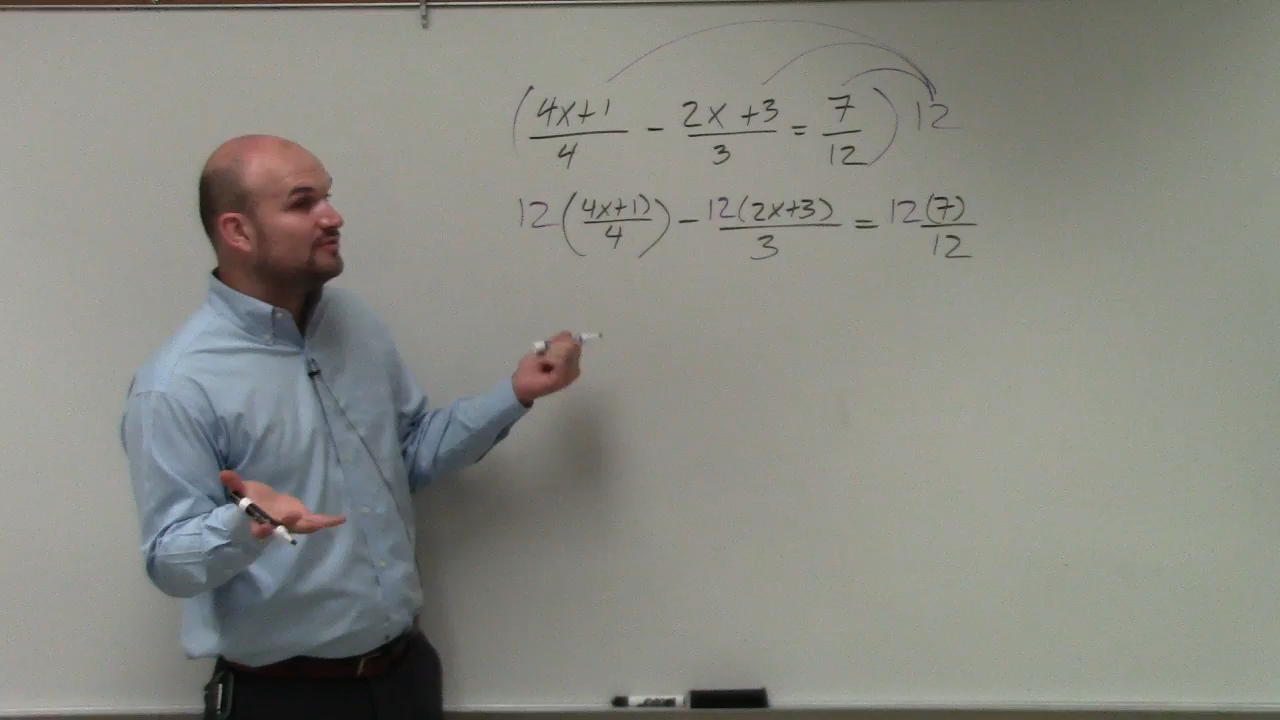 (4x+1/4 - 2x+3/3 = 7/12) 12
12((4x+1)/4) - 12(2x+3)/3 = 12(7)/12